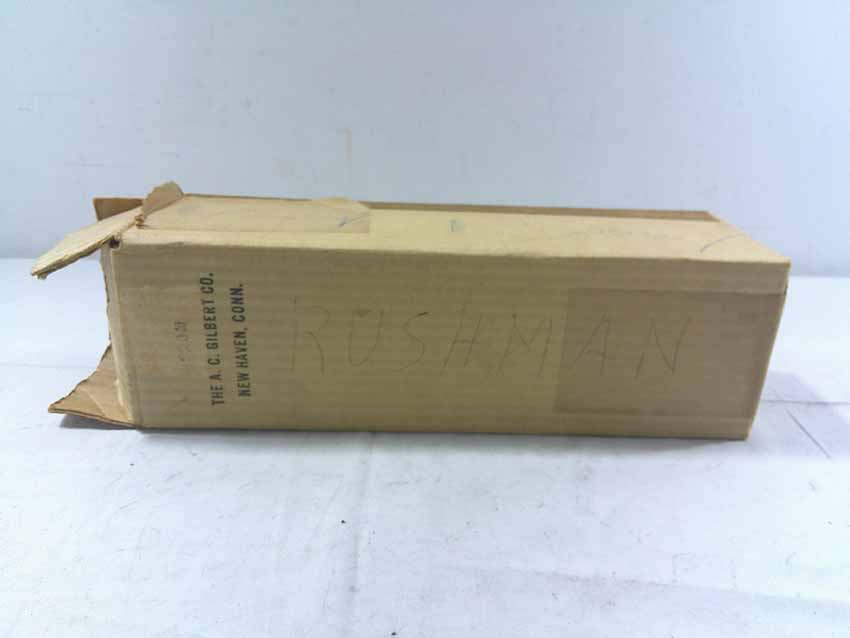 THE A. C. GILBERT CO.
NEW HAVEN, CONN.
RUSHMAN